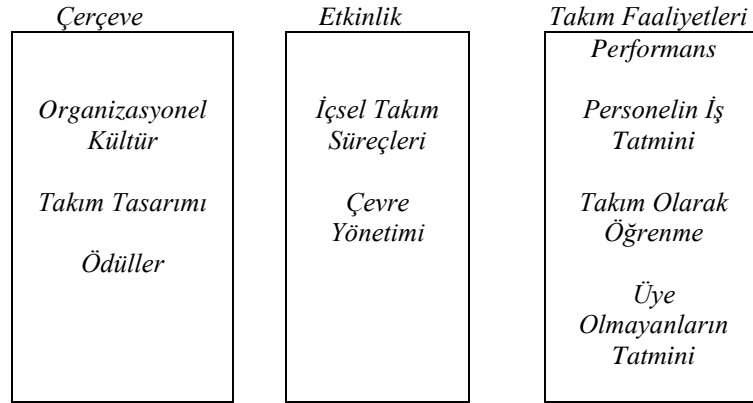 Çerçeve
Organizasyonel
Kültür
Takım Tasarımı
Ödüller
Etkinlik
İçsel Takım
Süreçleri
Çevre
Yönetimi
Takım Faaliyetleri
Performans
Personelin İş
Tatmini
Takım Olarak
Öğrenme
Üye
Olmayanların
Tatmini